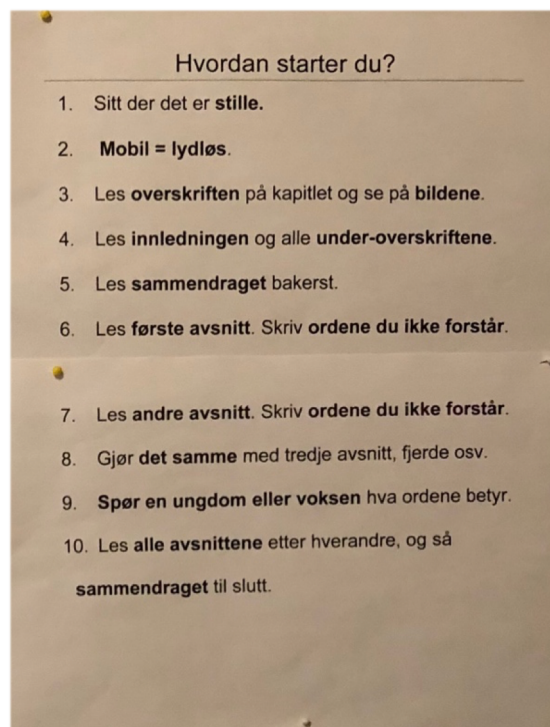 Hvordan starter du?
1. Sitt der det er stille.
2. Mobil = lydløs.
3. Les overskriften på kapitlet og se på bildene.
4. Les innledningen og alle under-overskriftene.
5. Les sammendraget bakerst.
6. Les første avsnitt. Skriv ordene du ikke forstår.
7. Les andre avsnitt. Skriv ordene du ikke forstår.
8. Gjør det samme med tredje avsnitt, fjerde osv.
9. Spør en ungdom eller voksen hva ordene betyr.
10. Les alle avsnittene etter hverandre, og så
sammendraget til slutt.